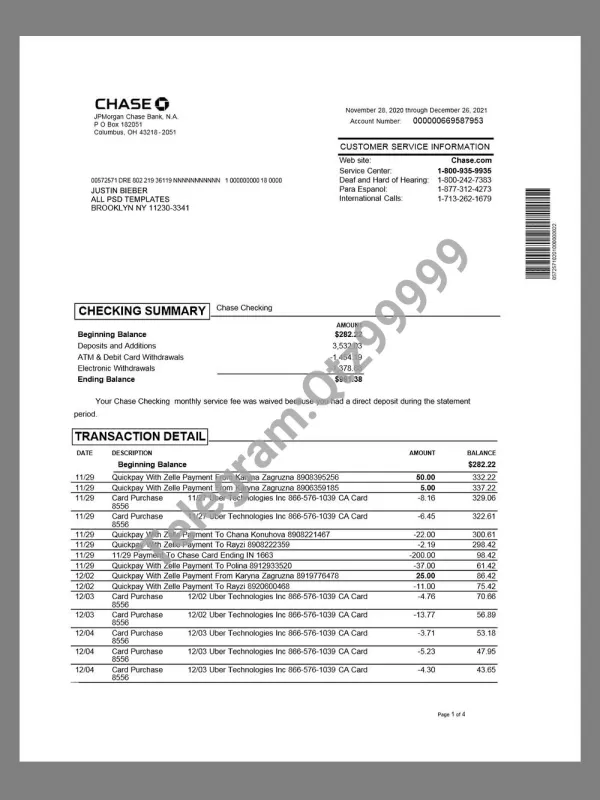 CHASE
JPMorgan Chase Bank, N.A.
P O Box 182051
Columbus, OH 43218 - 2051
November 28, 2020 through December 26, 2021
Account Number: 000000669587953
CUSTOMER SERVICE INFORMATION
Web site: Chase.com
Service Center: 1-800-935-9935
Deaf and Hard of Hearing: 1-800-242-7383
Para Espanol: 1-877-312-4273
International Calls: 1-713-262-1679
00572571 DRE 602 219 36119 NNNNNNNNNNN 1 000000000 18 0000
JUSTIN BIEBER
ALL PSD TEMPLATES
BROOKLYN NY 11230-3341
CHECKING SUMMARY Chase Checking
AMOUNT
Beginning Balance $282.22
Deposits and Additions
ATM & Debit Card Withdrawals
Electronic Withdrawals
Ending Balance
Your Chase Checking monthly service fee was waived because you had a direct deposit during the statement
period.
TRANSACTION DETAIL
DATE DESCRIPTION AMOUNT BALANCE
Beginning Balance $282.22
11/29 Quickpay With Zelle Payment From Karyna Zagruzna 8908395256 50.00 332.22
11/29 Quickpay With Zelle Payment From Karyna Zagruzna 8906359185 5.00 337.22
11/29 Card Purchase 11/27 Uber Technologies Inc 866-576-1039 CA Card -8.16 329.06
8556
11/29 Card Purchase 11/27 Uber Technologies Inc 866-576-1039 CA Card -6.45 322.61
8556
11/29 Quickpay With Zelle Payment To Chana Konuhova 8908221467 -22.00 300.61
11/29 Quickpay With Zelle Payment To Rayzi 8908222359 -2.19 298.42
11/29 11/29 Payment To Chase Card Ending IN 1663 -200.00 98.42
11/29 Quickpay With Zelle Payment To Polina 8912933520 -37.00 61.42
12/02 Quickpay With Zelle Payment From Karyna Zagruzna 8919776478 25.00 86.42
12/02 Quickpay With Zelle Payment To Rayzi 8920600468 -11.00 75.42
12/03 Card Purchase 12/02 Uber Technologies Inc 866-576-1039 CA Card -4.76 70.66
8556
12/03 Card Purchase 12/02 Uber Technologies Inc 866-576-1039 CA Card -13.77 56.89
8556
12/04 Card Purchase 12/03 Uber Technologies Inc 866-576-1039 CA Card -3.71 53.18
8556
12/04 Card Purchase 12/03 Uber Technologies Inc 866-576-1039 CA Card -5.23 47.95
8556
12/04 Card Purchase 12/03 Uber Technologies Inc 866-576-1039 CA Card -4.30 43.65
8556
Page 1 of 4
Telegram.Qtz99999